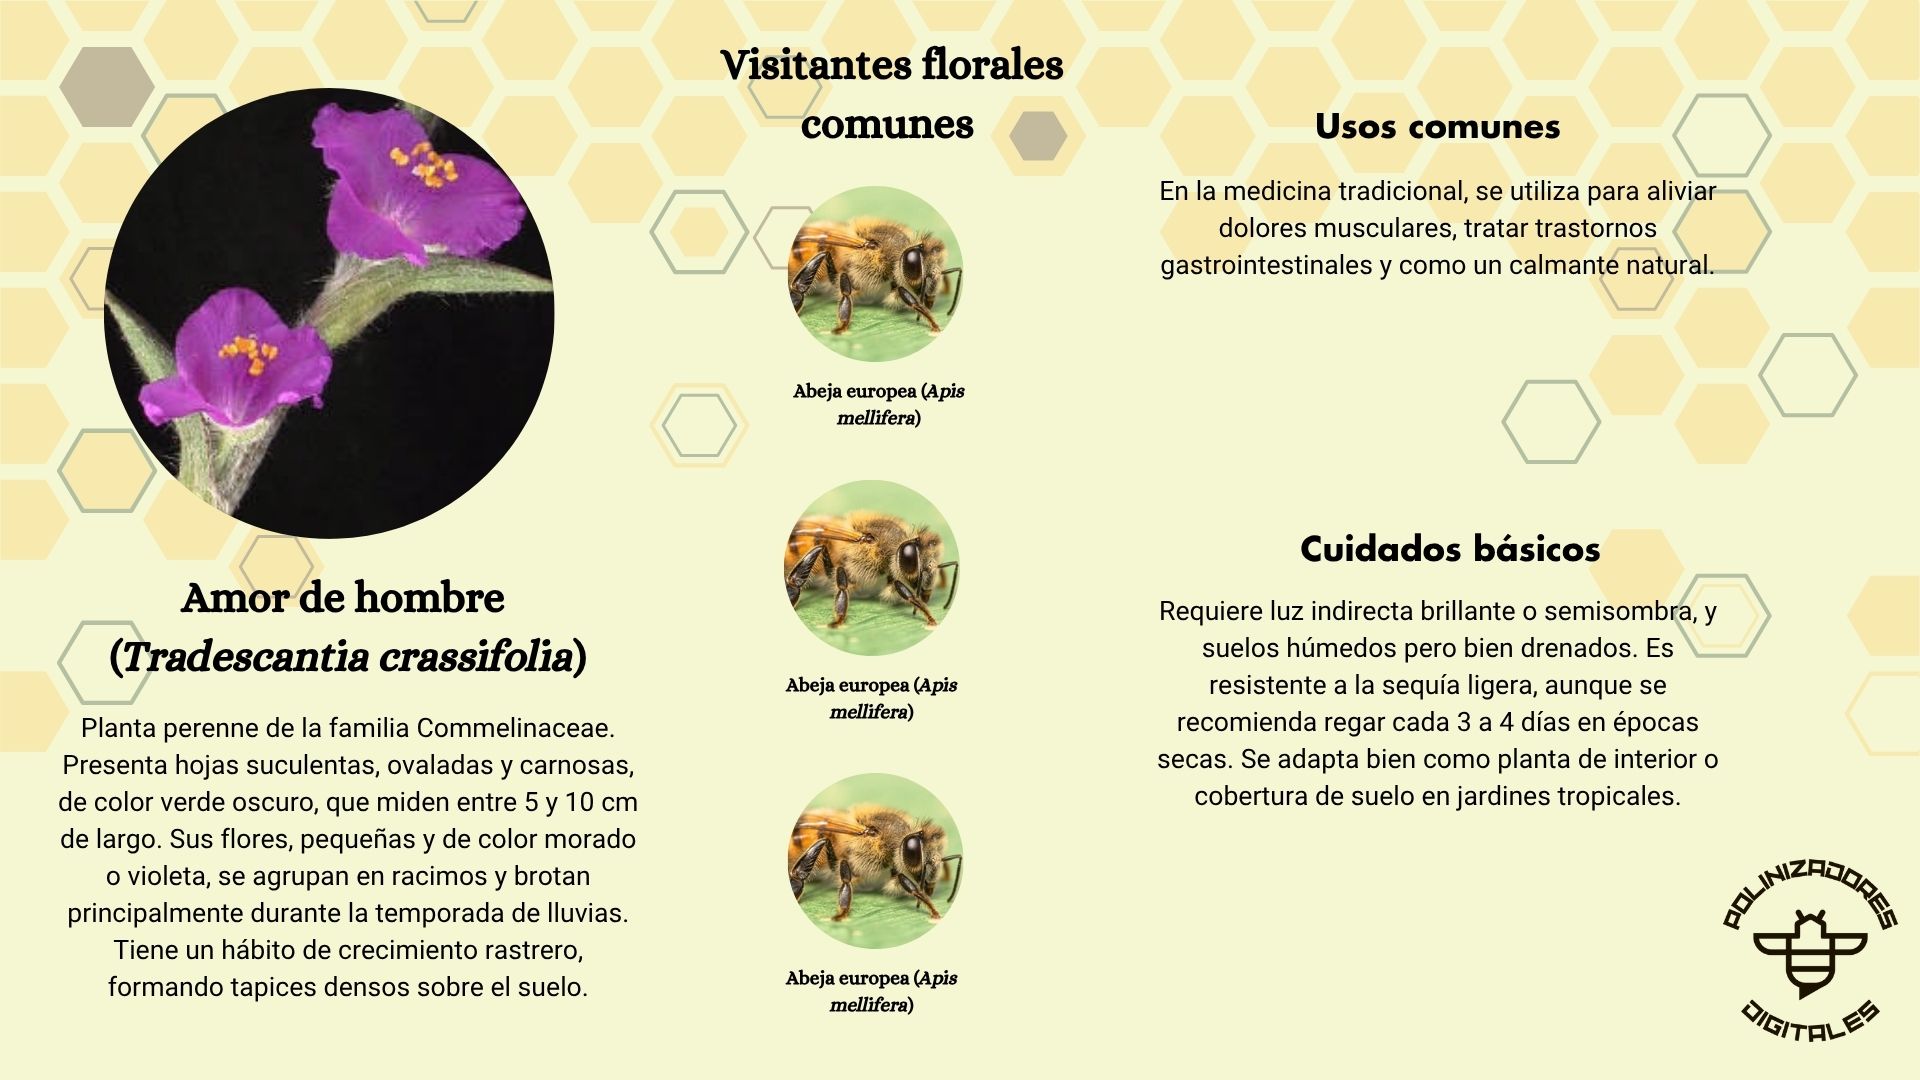 Amor de hombre
(Tradescantia crassifolia)
Planta perenne de la familia Commelinaceae.
Presenta hojas suculentas, ovaladas y carnosas,
de color verde oscuro, que miden entre 5 y 10 cm
de largo. Sus flores, pequeñas y de color morado
o violeta, se agrupan en racimos y brotan
principalmente durante la temporada de lluvias.
Tiene un hábito de crecimiento rastrero,
formando tapices densos sobre el suelo.
Visitantes florales
comunes
Abeja europea (Apis
mellifera)
Abeja europea (Apis
mellifera)
Abeja europea (Apis
mellifera)
Usos comunes
En la medicina tradicional, se utiliza para aliviar
dolores musculares, tratar trastornos
gastrointestinales y como un calmante natural.
Cuidados básicos
Requiere luz indirecta brillante o semisombra, y
suelos húmedos pero bien drenados. Es
resistente a la sequía ligera, aunque se
recomienda regar cada 3 a 4 días en épocas
secas. Se adapta bien como planta de interior o
cobertura de suelo en jardines tropicales.
POLINIZADORES
DIGITALES